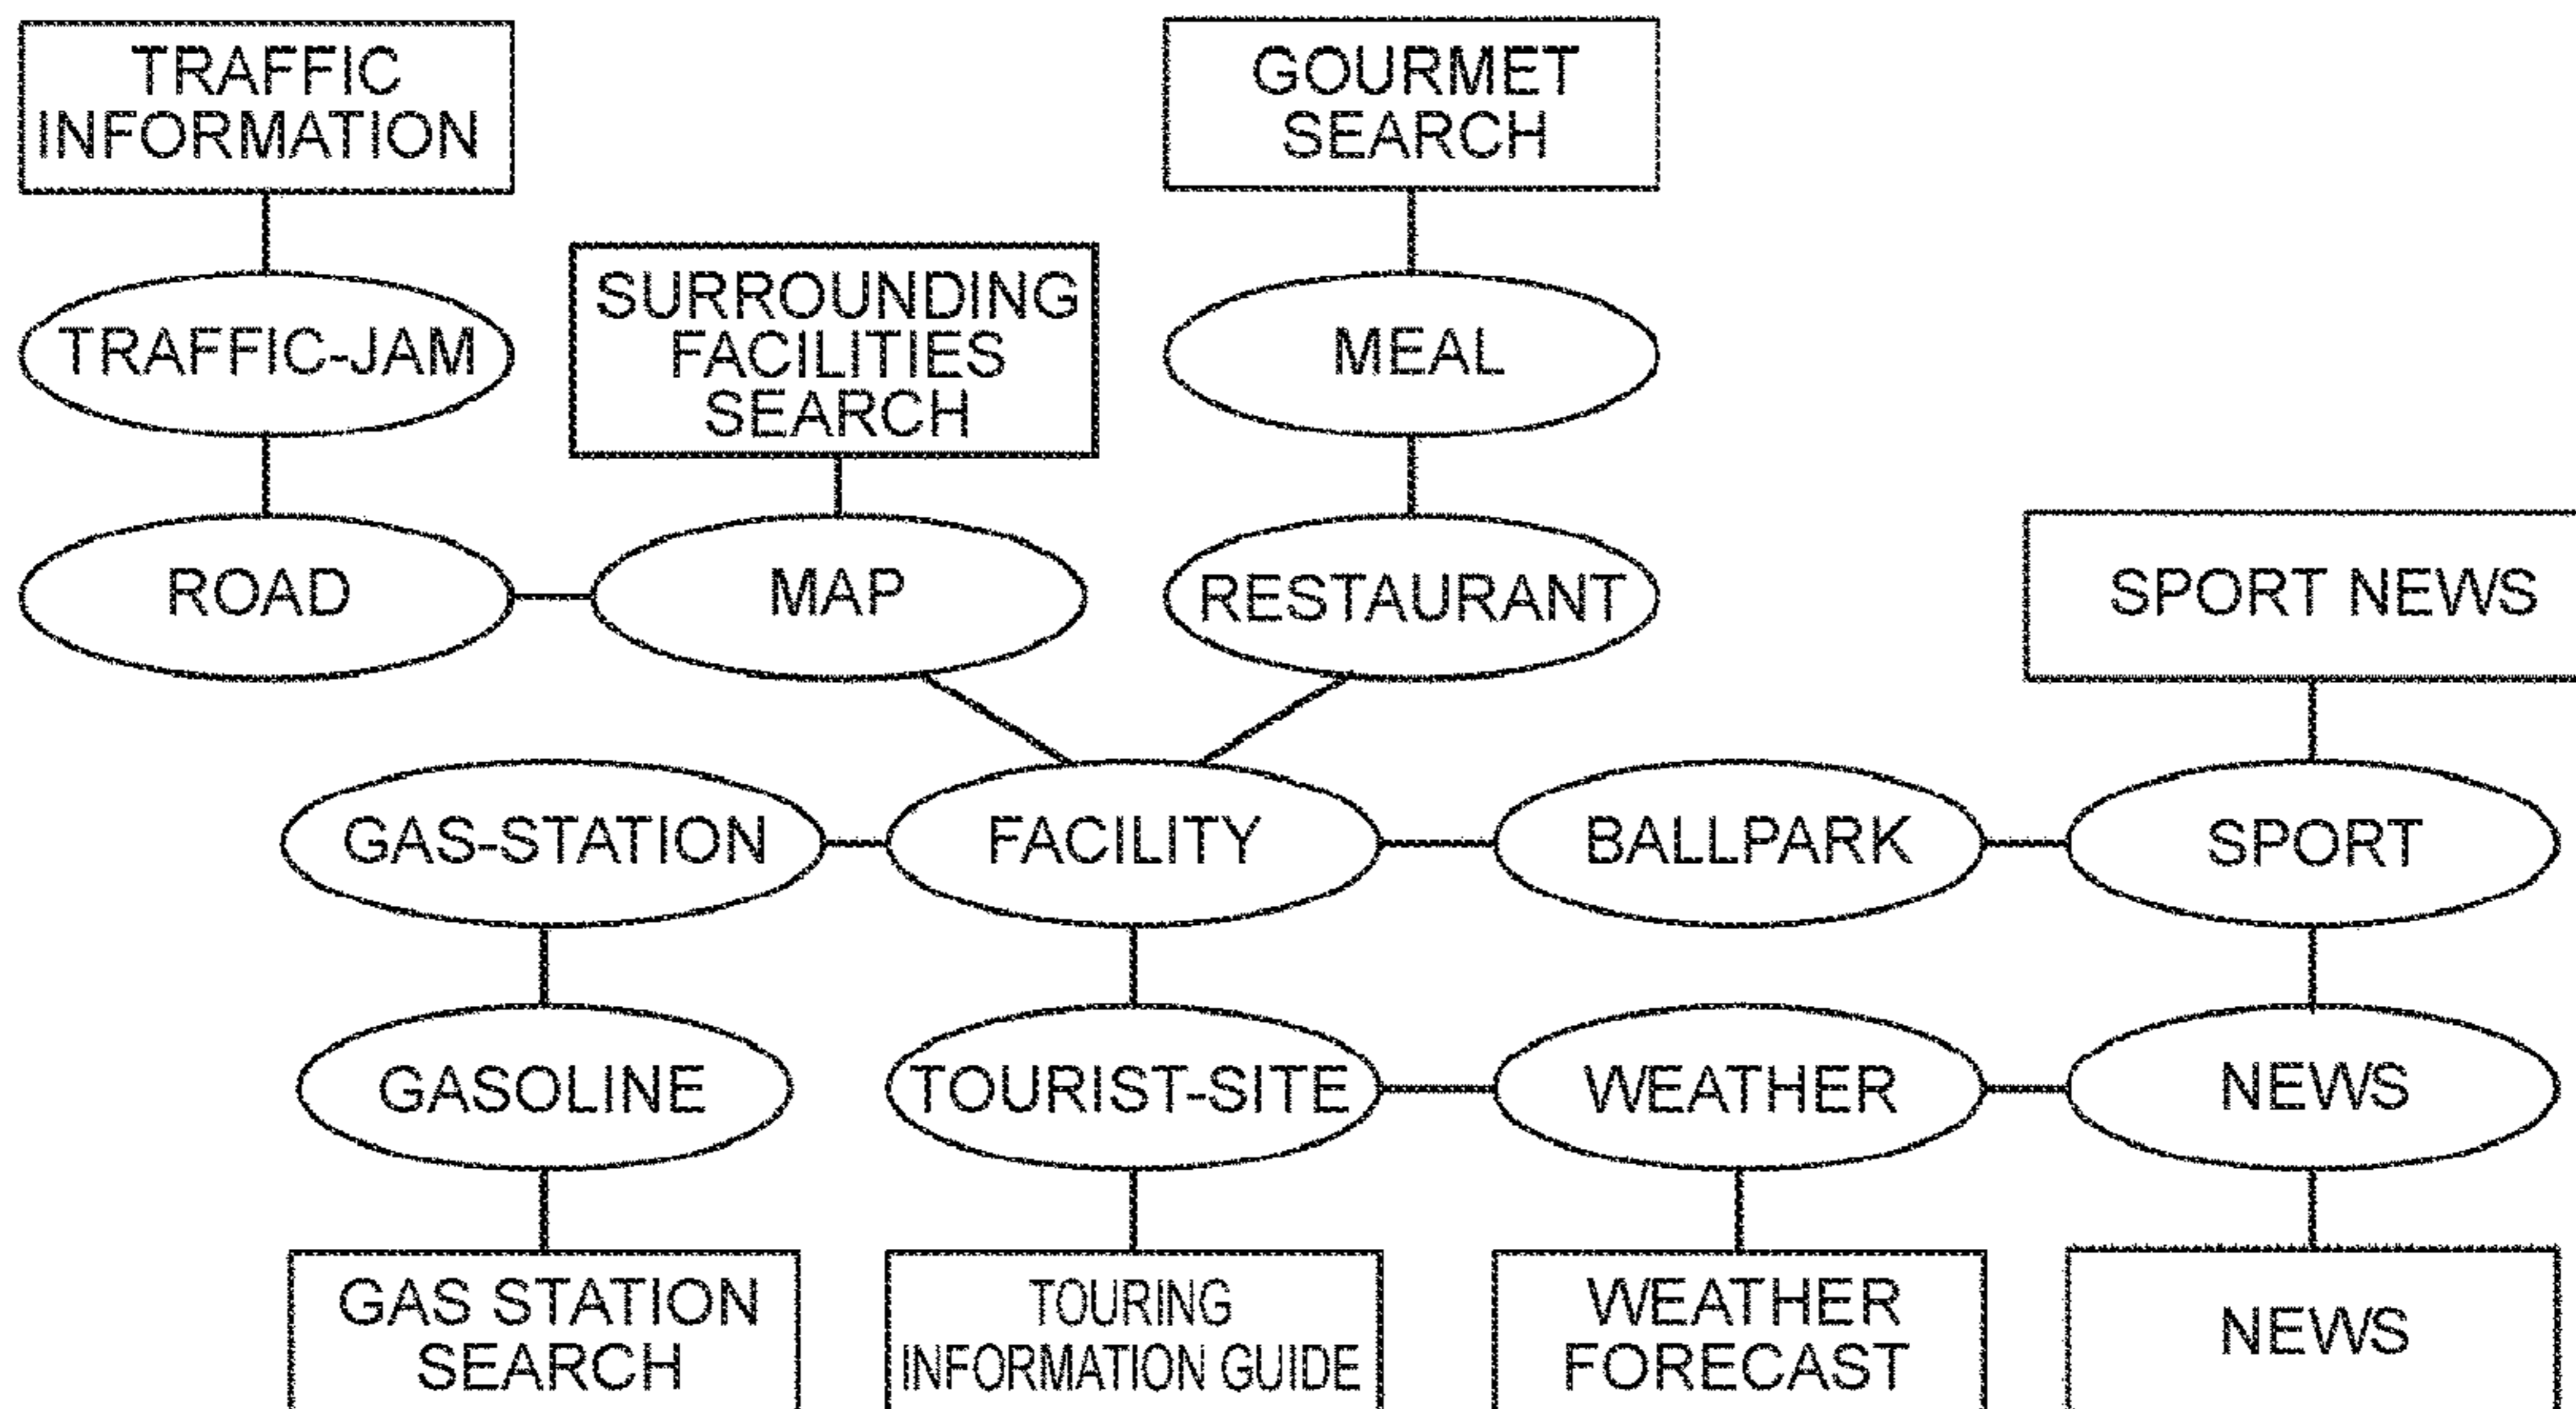 TRAFFIC
INFORMATION
GOURMET
SEARCH
SURROUNDING
FACILITIES
SEARCH
TRAFFIC-JAM
MEAL
ROAD
MAP
RESTAURANT
SPORT NEWS
GAS-STATION
FACILITY
BALLPARK
SPORT
GASOLINE
TOURIST-SITE
WEATHER
NEWS
GAS STATION
SEARCH
TOURING
INFORMATION GUIDE
WEATHER
FORECAST
NEWS